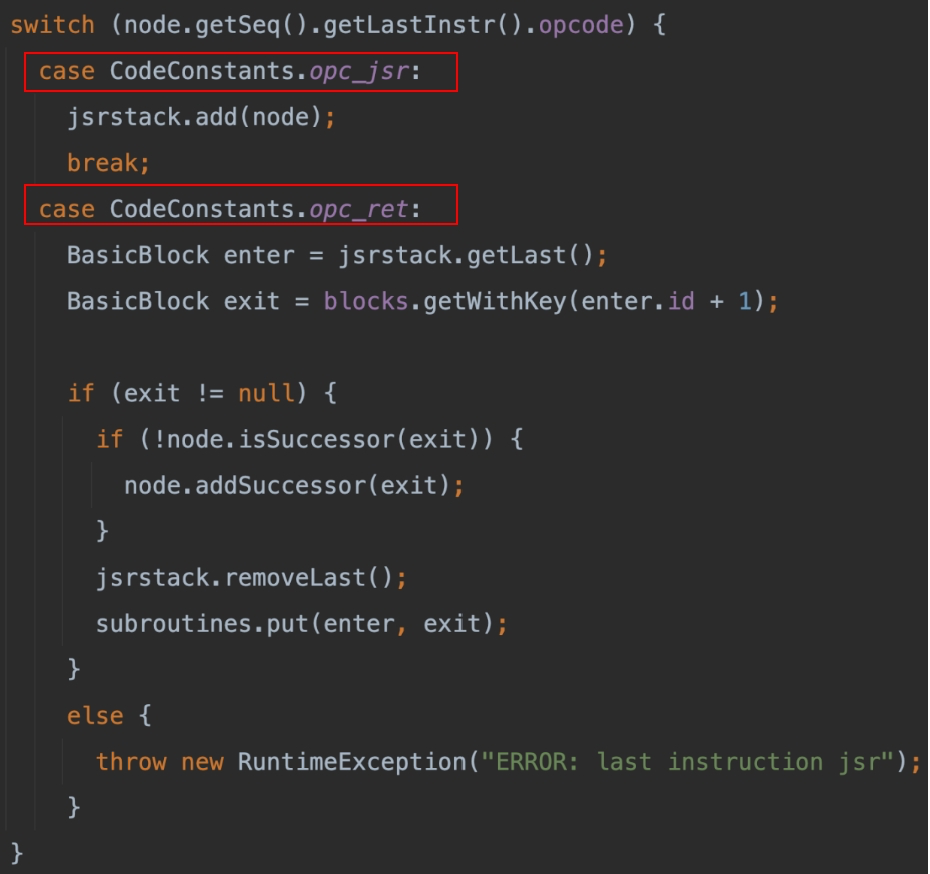 switch (node.getSeq().getLastInstr().opcode) {
case CodeConstants.opc_jsr:
jsrstack.add(node);
break;
case CodeConstants.opc_ret:
BasicBlock enter = jsrstack.getLast();
BasicBlock exit = blocks.getWithKey(enter.id + 1);
if (exit != null) {
if (!node.isSuccessor(exit)) {
node.addSuccessor(exit);
}
jsrstack.removeLast();
subroutines.put(enter, exit);
}
else {
throw new RuntimeException("ERROR: last instruction jsr");
}
}